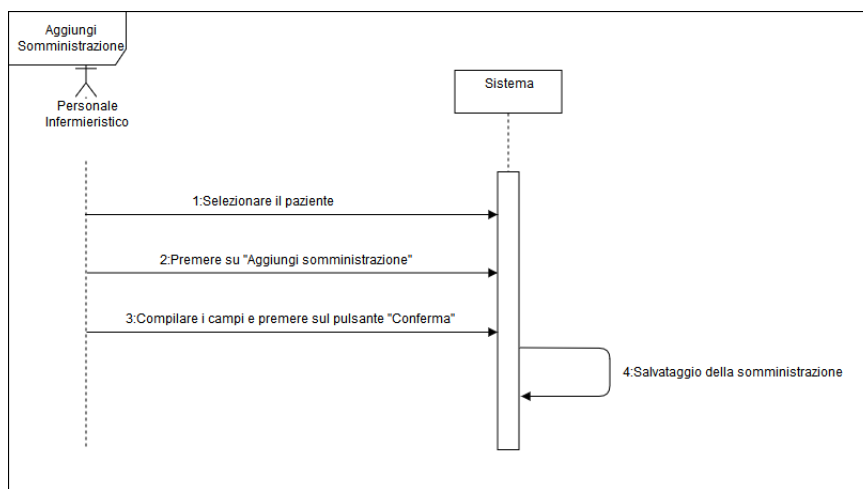 Aggiungi
Somministrazione
Sistema
Personale
Infermieristico
1:Selezionare il paziente
2:Premere su "Aggiungi somministrazione"
3:Compilare i campi e premere sul pulsante "Conferma"
4:Salvataggio della somministrazione